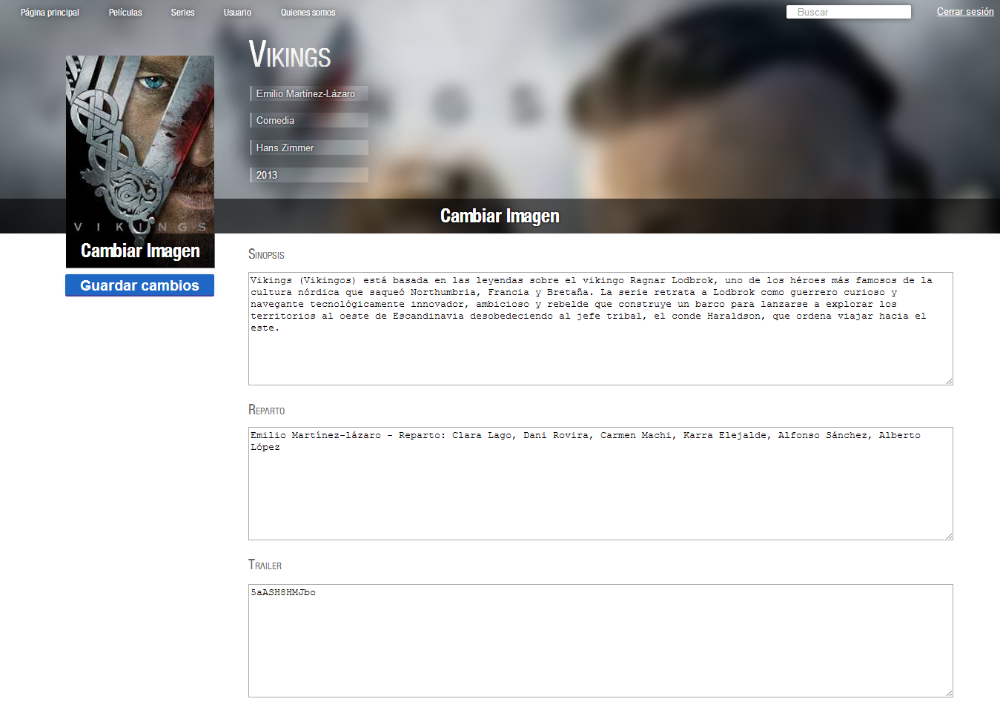 Página principal Películas Series Usuario Quienes somos Buscar Cerrar sesión
Vikings
Emilio Martínez-Lázaro
Comedia
Hans Zimmer
2013
N G S
VIKINGS
Cambiar Imagen
Cambiar Imagen
Guardar cambios
Sinopsis
Vikings (Vikingos) está basada en las leyendas sobre el vikingo Ragnar Lodbrok, uno de los héroes más famosos de la
cultura nórdica que saqueó Northumbria, Francia y Bretaña. La serie retrata a Lodbrok como guerrero curioso y
navegante tecnológicamente innovador, ambicioso y rebelde que construye un barco para lanzarse a explorar los
territorios al oeste de Escandinavia desobedeciendo al jefe tribal, el conde Haraldson, que ordena viajar hacia el
este.
Reparto
Emilio Martínez-lázaro - Reparto: Clara Lago, Dani Rovira, Carmen Machi, Karra Elejalde, Alfonso Sánchez, Alberto
López
Trailer
5aASH8HMJbo